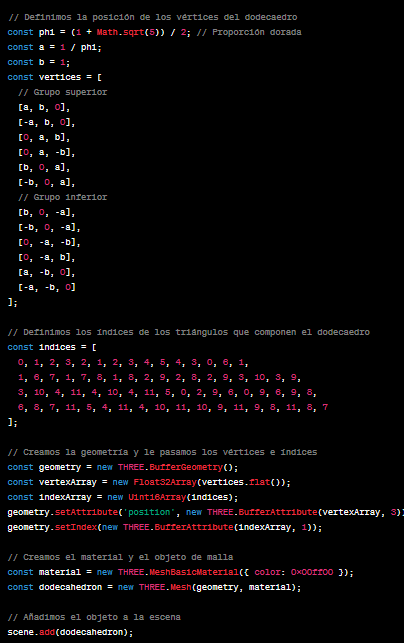 // Definimos la posición de los vértices del dodecaedro
const phi = (1 + Math.sqrt(5)) / 2; // Proporción dorada
const a = 1 / phi;
const b = 1;
const vertices = [
  // Grupo superior
  [a, b, 0],
  [-a, b, 0],
  [0, a, b],
  [0, a, -b],
  [b, 0, a],
  [-b, 0, a],
  // Grupo inferior
  [b, 0, -a],
  [-b, 0, -a],
  [0, -a, -b],
  [0, -a, b],
  [a, -b, 0],
  [-a, -b, 0]
];

// Definimos los índices de los triángulos que componen el dodecaedro
const indices = [
  0, 1, 2, 3, 2, 1, 2, 3, 4, 5, 4, 3, 0, 6, 1,
  1, 6, 7, 1, 7, 8, 1, 8, 2, 9, 2, 8, 2, 9, 3, 10, 3, 9,
  3, 10, 4, 11, 4, 10, 4, 11, 5, 0, 2, 9, 6, 0, 9, 6, 9, 8,
  6, 8, 7, 11, 5, 4, 11, 4, 10, 11, 10, 9, 11, 9, 8, 11, 8, 7
];

// Creamos la geometría y le pasamos los vértices e índices
const geometry = new THREE.BufferGeometry();
const vertexArray = new Float32Array(vertices.flat());
const indexArray = new Uint16Array(indices);
geometry.setAttribute('position', new THREE.BufferAttribute(vertexArray, 3))
geometry.setIndex(new THREE.BufferAttribute(indexArray, 1));

// Creamos el material y el objeto de malla
const material = new THREE.MeshBasicMaterial({ color: 0x00ff00 });
const dodecahedron = new THREE.Mesh(geometry, material);

// Añadimos el objeto a la escena
scene.add(dodecahedron);